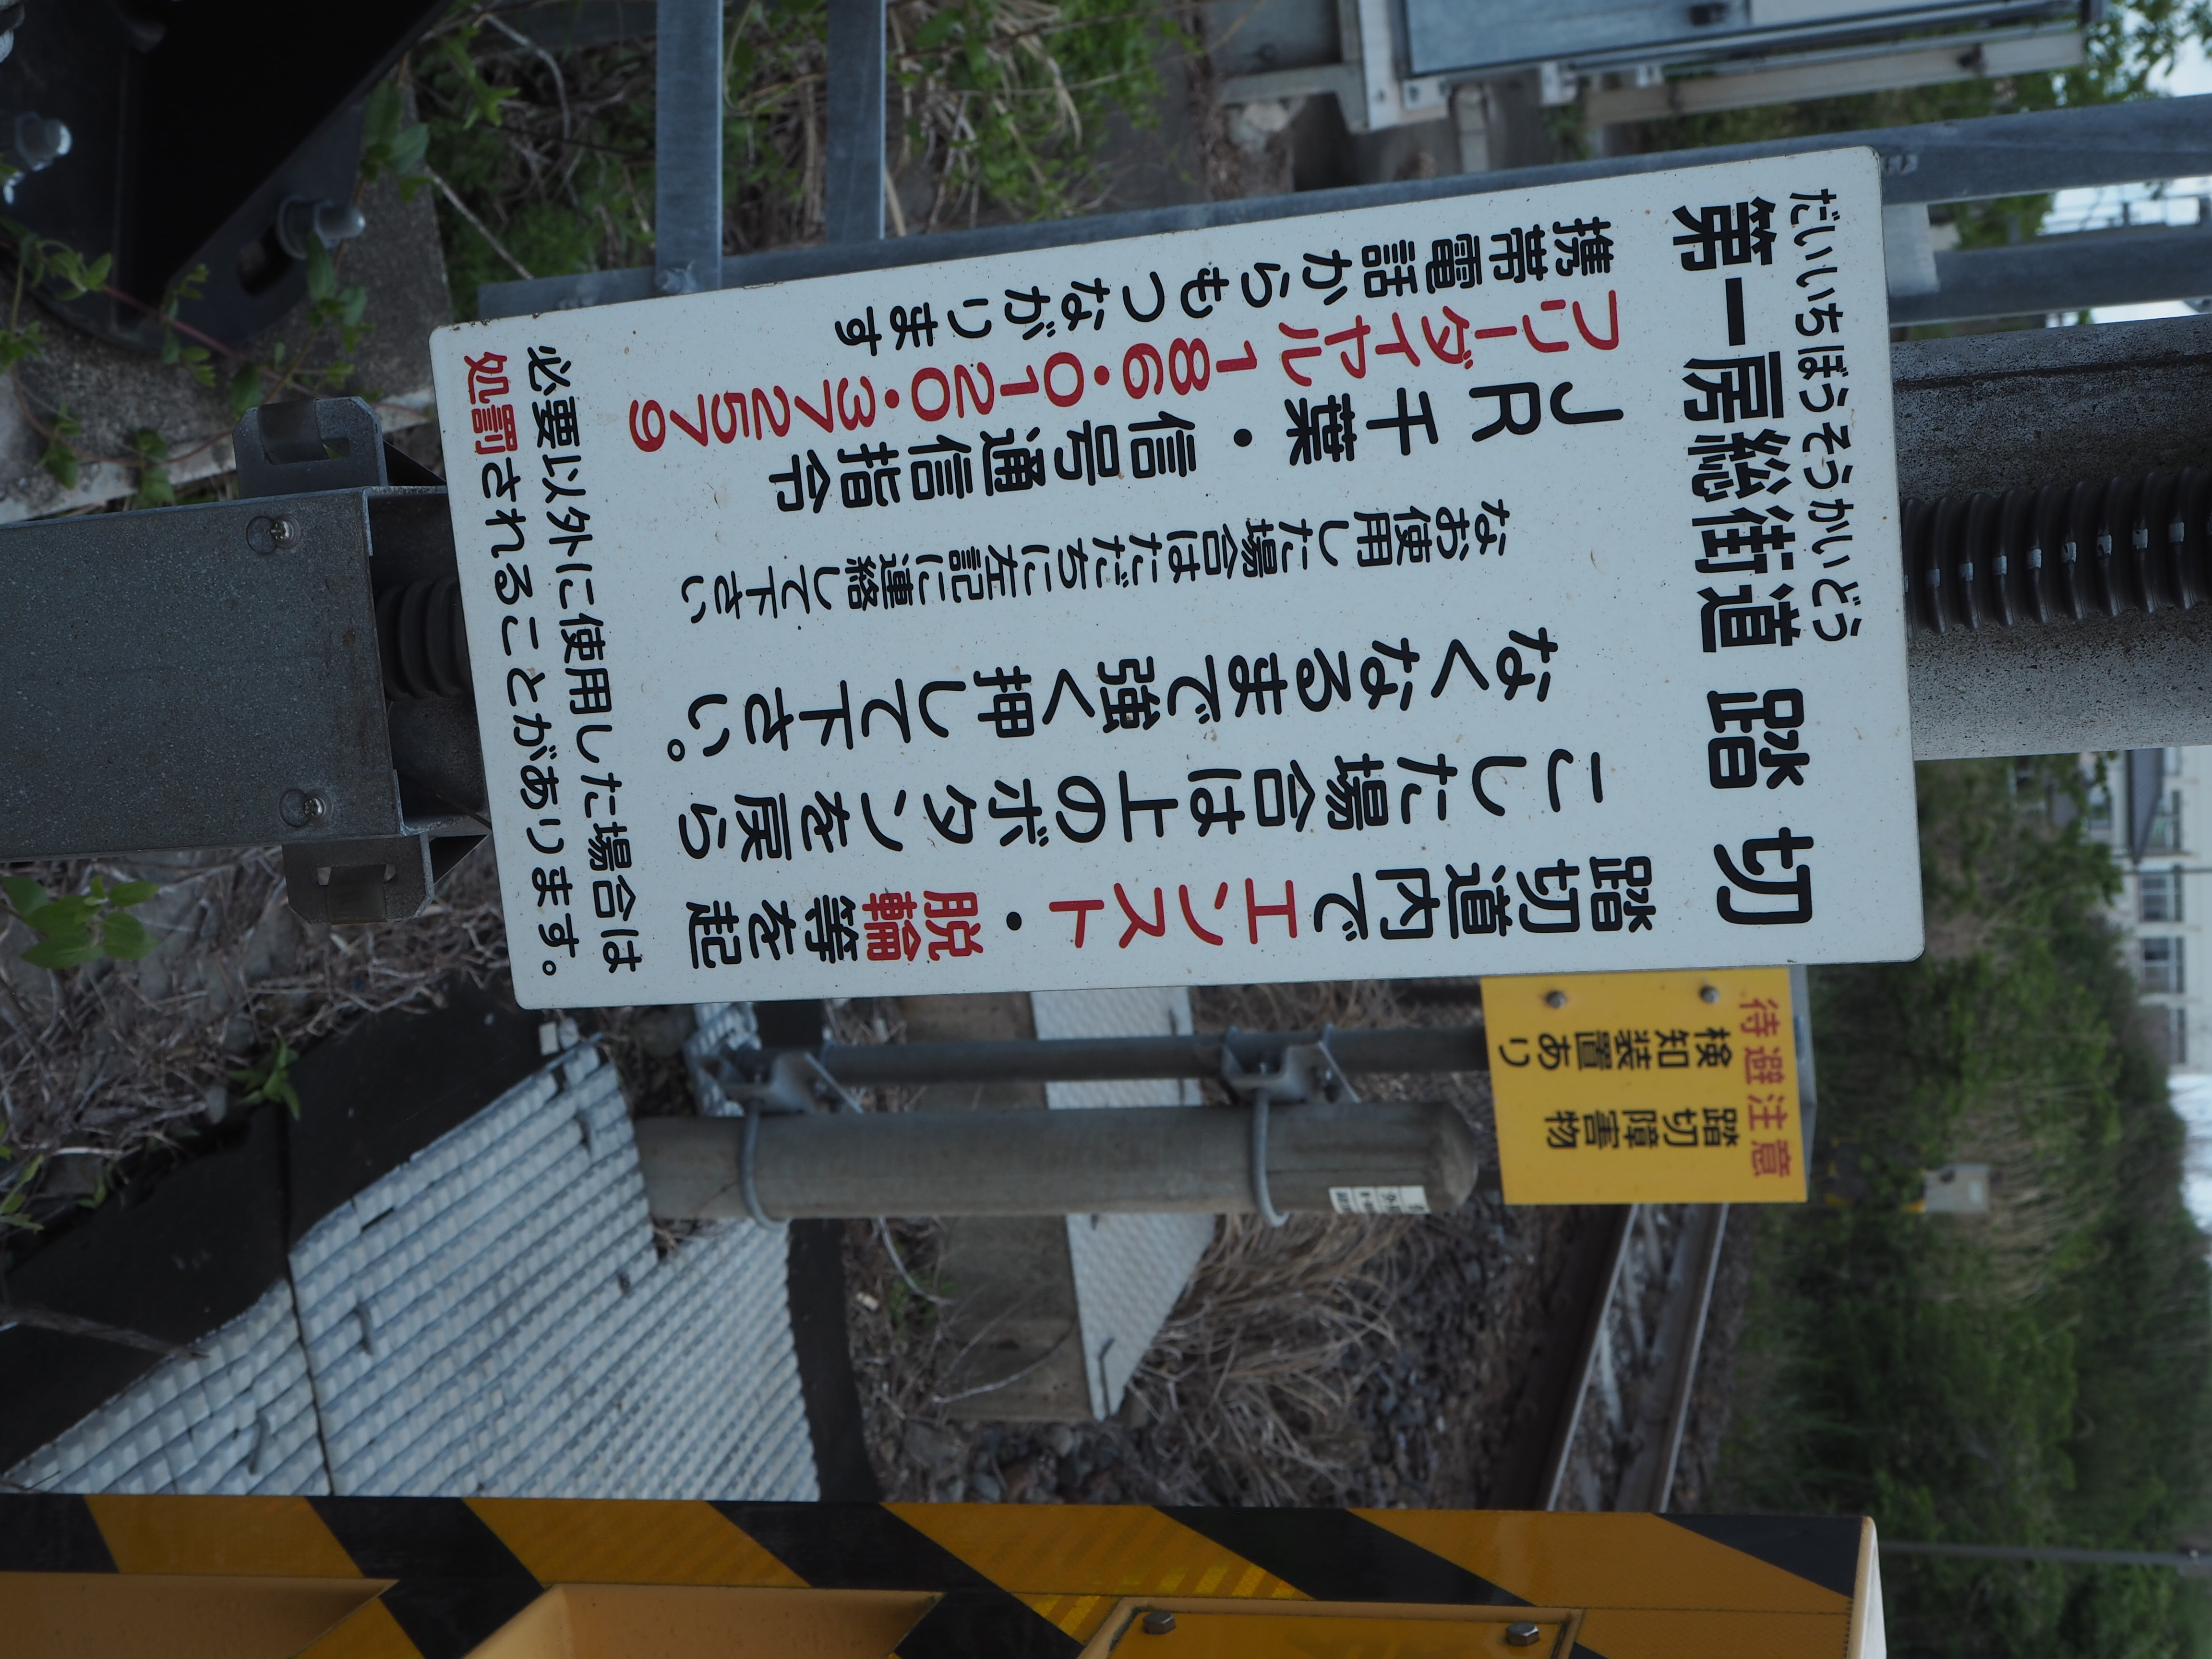 だいいちぼうそうかいどう
第一房総街道 踏 切
踏切道内でエンスト・脱輪等を起
こした場合は上のボタンを戻ら
なくなるまで強く押して下さい。
なお使用した場合はただちに左記に連絡して下さい
JR千葉・信号通信指令
フリーダイヤル186・0120・372579
携帯電話からもつながります
必要以外に使用した場合は
処罰されることがあります。
待避注意
踏切障害物
検知装置あり